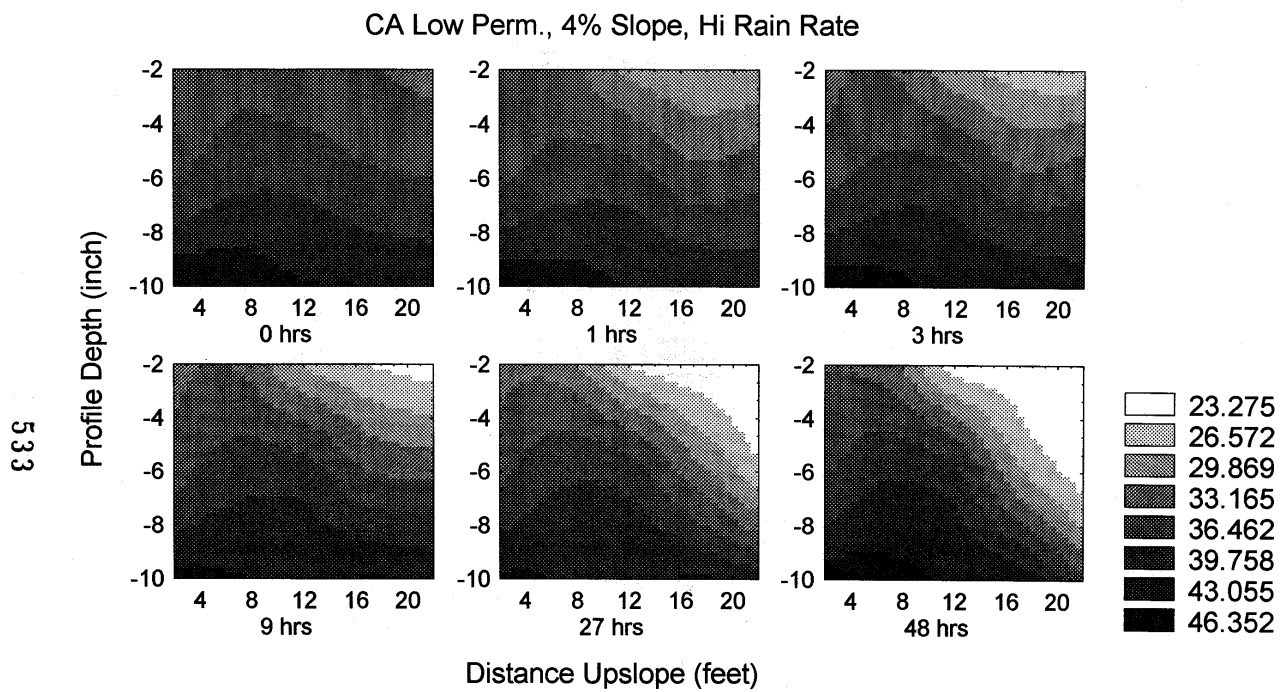 CA Low Perm., 4% Slope, Hi Rain Rate
-2 -4 -6 -8 -10
4 8 12 16 20
0 hrs
-2 -4 -6 -8 -10
4 8 12 16 20
1 hrs
-2 -4 -6 -8 -10
4 8 12 16 20
3 hrs
Profile Depth (inch)
533
-2 -4 -6 -8 -10
4 8 12 16 20
9 hrs
-2 -4 -6 -8 -10
4 8 12 16 20
27 hrs
-2 -4 -6 -8 -10
4 8 12 16 20
48 hrs
23.275
26.572
29.869
33.165
36.462
39.758
43.055
46.352
Distance Upslope (feet)